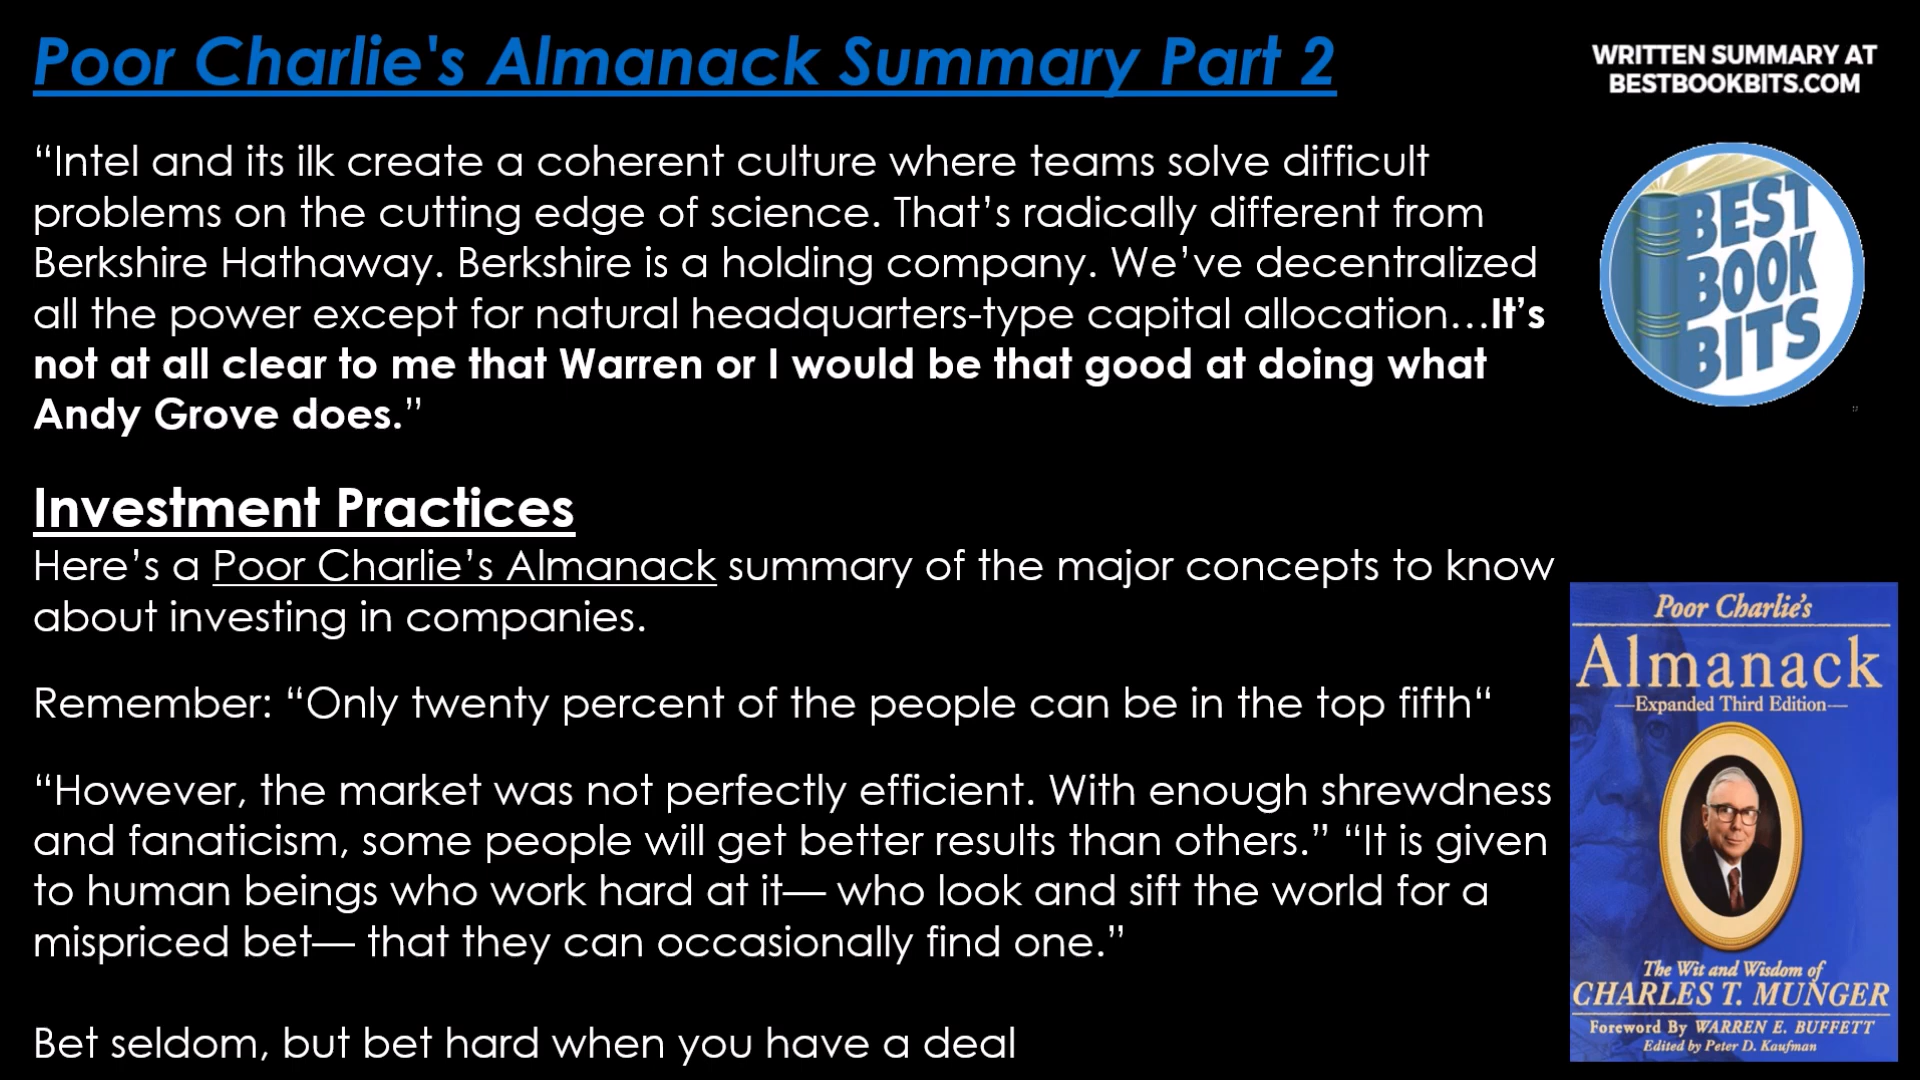 Poor Charlie's Almanack Summary Part 2
WRITTEN SUMMARY AT
BESTBOOKBITS.COM
“Intel and its ilk create a coherent culture where teams solve difficult
problems on the cutting edge of science. That’s radically different from
Berkshire Hathaway. Berkshire is a holding company. We’ve decentralized
all the power except for natural headquarters-type capital allocation…It’s
not at all clear to me that Warren or I would be that good at doing what
Andy Grove does.”
BEST
BOOK
BITS
Investment Practices
Here’s a Poor Charlie’s Almanack summary of the major concepts to know
about investing in companies.
Remember: “Only twenty percent of the people can be in the top fifth“
“However, the market was not perfectly efficient. With enough shrewdness
and fanaticism, some people will get better results than others.” “It is given
to human beings who work hard at it— who look and sift the world for a
mispriced bet— that they can occasionally find one.”
Bet seldom, but bet hard when you have a deal
Poor Charlie’s
Almanack
—Expanded Third Edition—
The Wit and Wisdom of
CHARLES T. MUNGER
Foreword By WARREN E. BUFFETT
Edited by Peter D. Kaufman